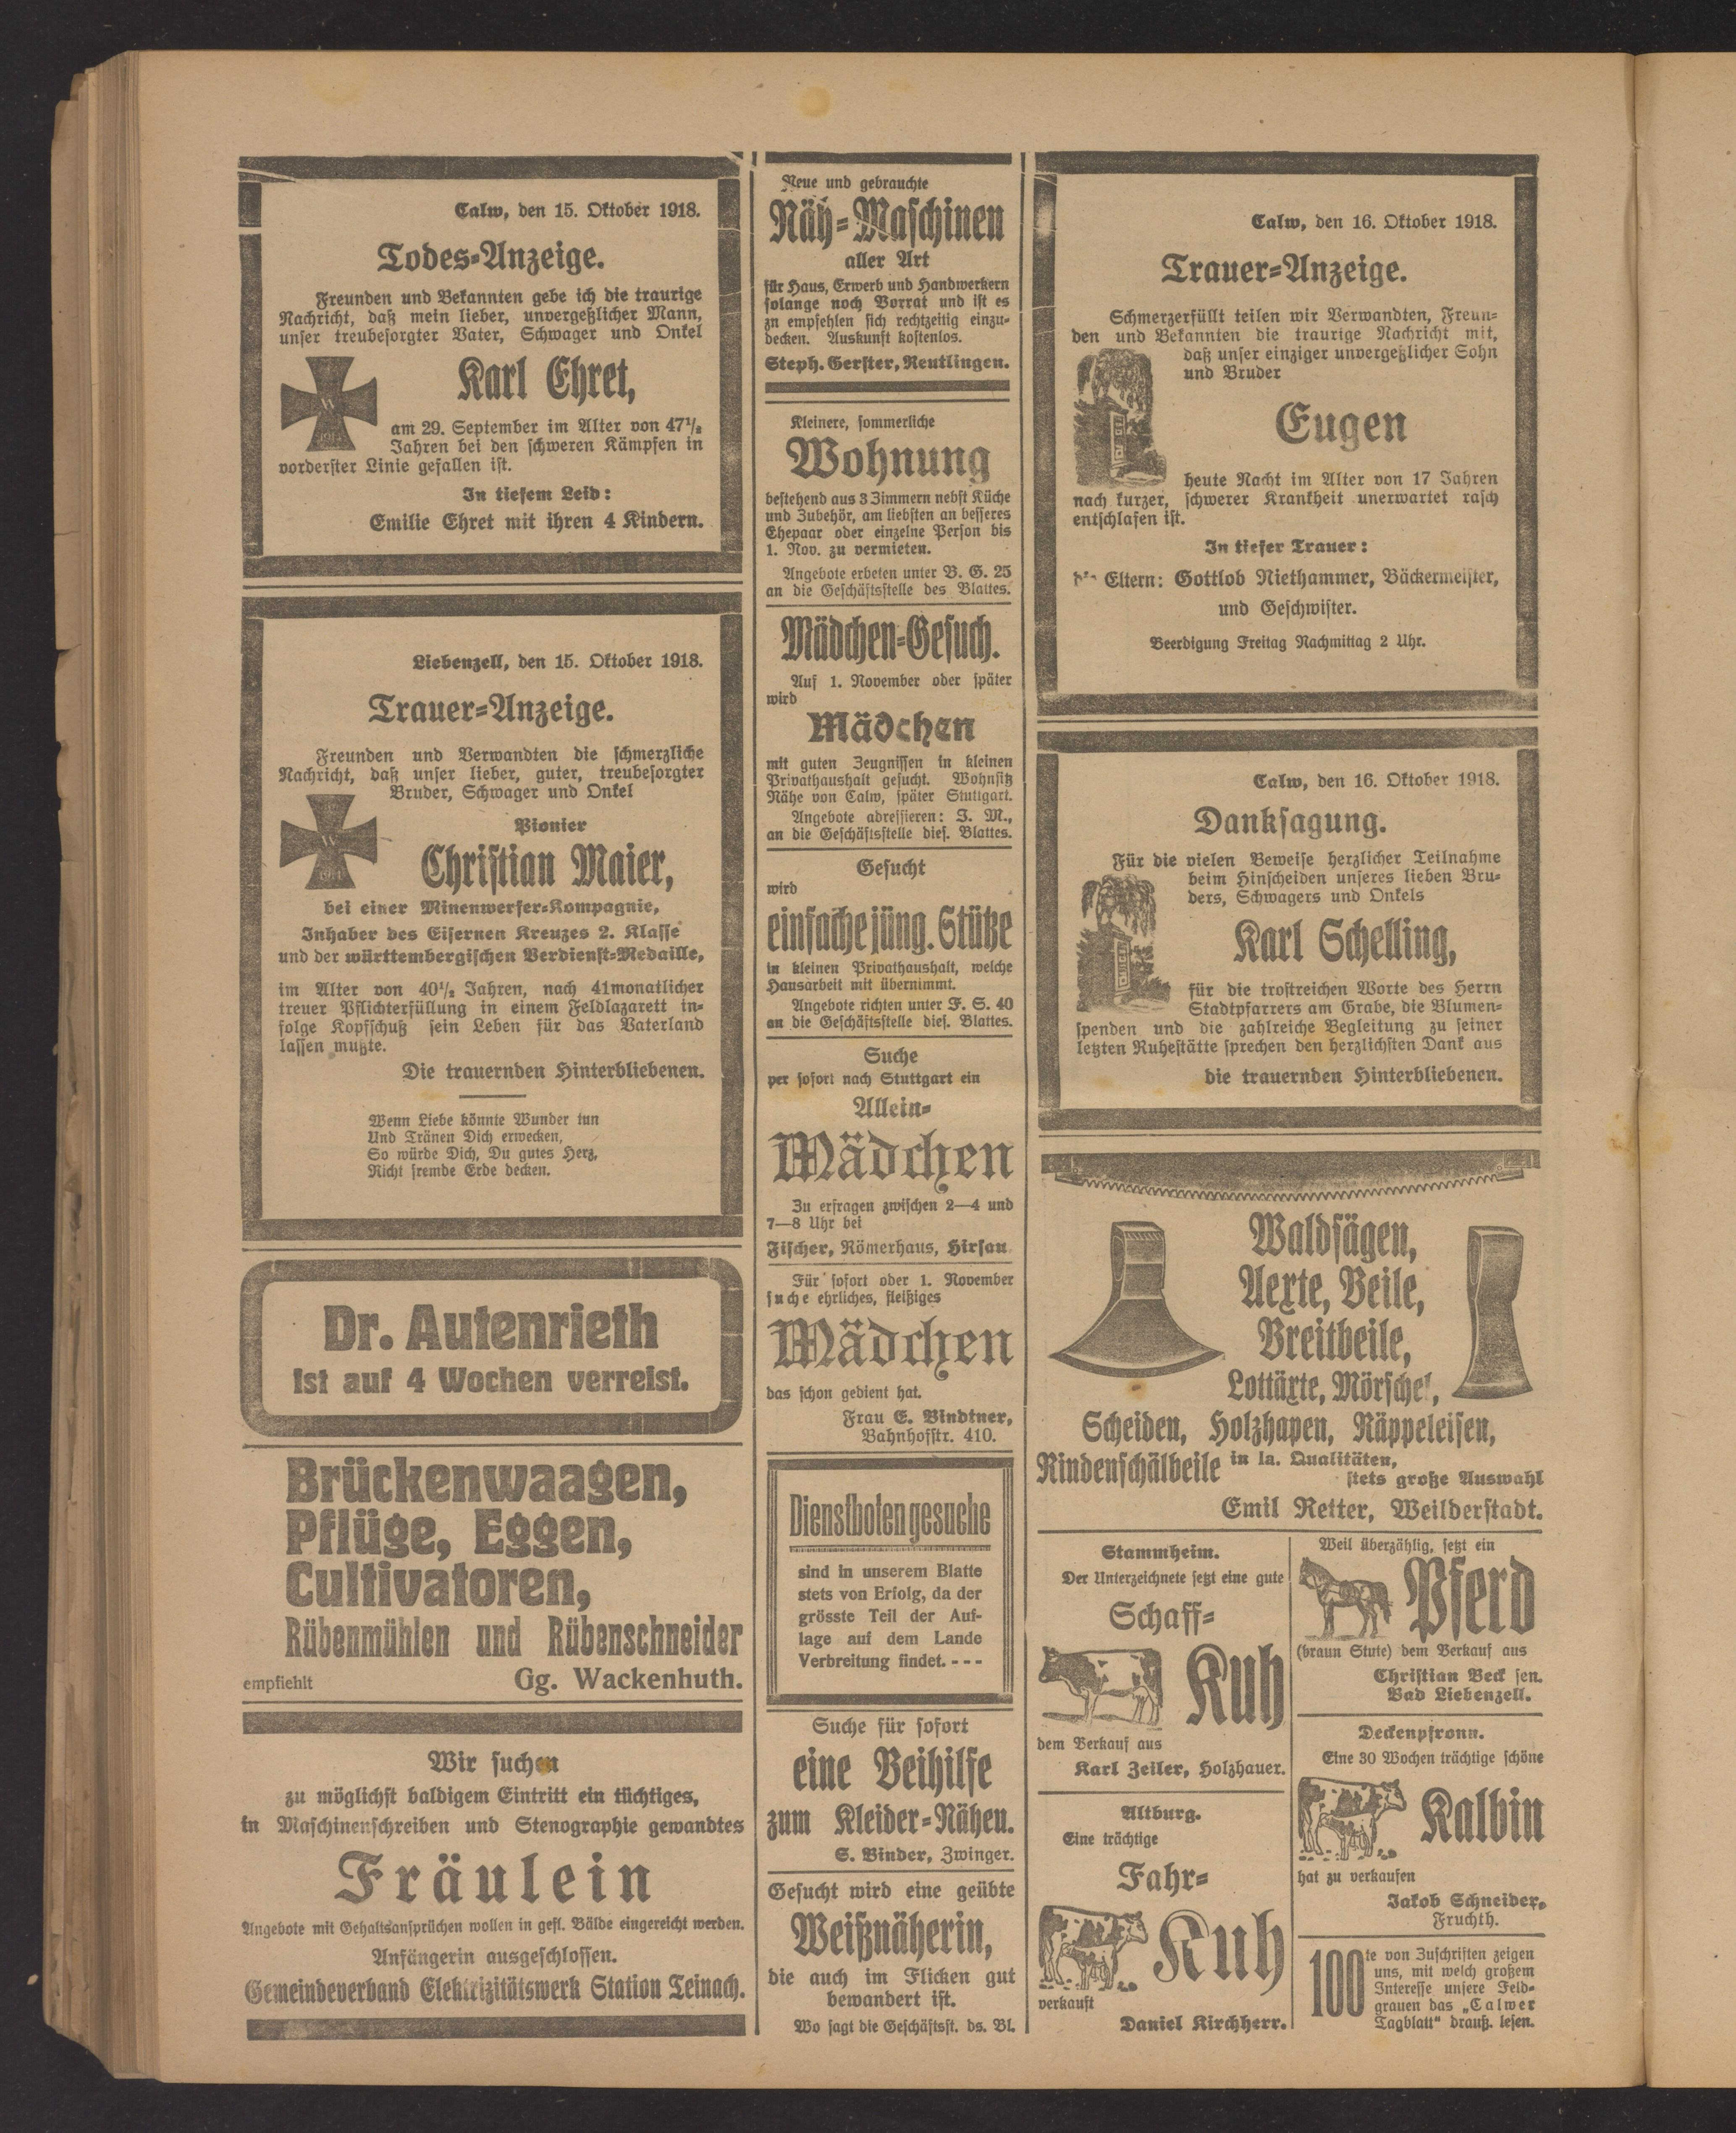 Calw, den 15. Oktober 1918.
Todes-Anzeige.
Freunden und Bekannten gebe ich die traurige
Nachricht, daß mein lieber, unvergeßlicher Mann,
unser treubesorgter Vater, Schwager und Onkel
Karl Ehret,
am 29. September im Alter von 47½
Jahren bei den schweren Kämpfen in
vorderster Linie gefallen ist.
In tiefem Leid:
Emilie Ehret mit ihren 4 Kindern.
Liebenzell, den 15. Oktober 1918.
Trauer-Anzeige.
Freunden und Verwandten die schmerzliche
Nachricht, daß unser lieber, guter, treubesorgter
Bruder, Schwager und Onkel
Pionier
Christian Maier,
bei einer Minenwerfer-Kompagnie,
Inhaber des Eisernen Kreuzes 2. Klasse
und der württembergischen Verdienst-Medaille,
im Alter von 40½ Jahren, nach 41monatlicher
treuer Pflichterfüllung in einem Feldlazarett in-
folge Kopfschuß sein Leben für das Vaterland
lassen mußte.
Die trauernden Hinterbliebenen.
Wenn Liebe könnte Wunder tun
Und Tränen Dich erwecken,
So würde Dich, Du gutes Herz,
Nicht fremde Erde decken.
Dr. Autenrieth
ist auf 4 Wochen verreist.
Brückenwaagen,
Pflüge, Eggen,
Cultivatoren,
Rübenmühlen und Rübenschneider
empfiehlt Gg. Wackenhuth.
Wir suchen
zu möglichst baldigem Eintritt ein tüchtiges,
in Maschinenschreiben und Stenographie gewandtes
Fräulein
Angebote mit Gehaltsansprüchen wollen in gefl. Bälde eingereicht werden.
Anfängerin ausgeschlossen.
Gemeindeverband Elektrizitätswerk Station Teinach.
Neue und gebrauchte
Näh-Maschinen
aller Art
für Haus, Erwerb und Handwerkern
solange noch Vorrat und ist es
zu empfehlen sich rechtzeitig einzu-
decken. Auskunft kostenlos.
Steph. Gerster, Reutlingen.
Kleinere, sommerliche
Wohnung
bestehend aus 3 Zimmern nebst Küche
und Zubehör, am liebsten an besseres
Ehepaar oder einzelne Person bis
1. Nov. zu vermieten.
Angebote erbeten unter B. G. 25
an die Geschäftsstelle des Blattes.
Mädchen-Gesuch.
Auf 1. November oder später
wird
Mädchen
mit guten Zeugnissen in kleinen
Privathaushalt gesucht. Wohnsitz
Nähe von Calw, später Stuttgart.
Angebote adressieren: J. M.,
an die Geschäftsstelle dies. Blattes.
Gesucht
wird
einfache jüng. Stütze
in kleinen Privathaushalt, welche
Hausarbeit mit übernimmt.
Angebote richten unter F. S. 40
an die Geschäftsstelle dies. Blattes.
Suche
per sofort nach Stuttgart ein
Allein-
Mädchen
Zu erfragen zwischen 2—4 und
7—8 Uhr bei
Fischer, Römerhaus, Hirsau.
Für sofort oder 1. November
suche ehrliches, fleißiges
Mädchen
das schon gedient hat.
Frau E. Bindtner,
Bahnhofstr. 410.
Dienstbotengesuche
sind in unserem Blatte
stets von Erfolg, da der
grösste Teil der Auf-
lage auf dem Lande
Verbreitung findet. - - -
Suche für sofort
eine Beihilfe
zum Kleider-Nähen.
S. Binder, Zwinger.
Gesucht wird eine geübte
Weißnäherin,
die auch im Flicken gut
bewandert ist.
Wo sagt die Geschäftsst. ds. Bl.
Calw, den 16. Oktober 1918.
Trauer-Anzeige.
Schmerzerfüllt teilen wir Verwandten, Freun-
den und Bekannten die traurige Nachricht mit,
daß unser einziger unvergeßlicher Sohn
und Bruder
Eugen
heute Nacht im Alter von 17 Jahren
nach kurzer, schwerer Krankheit unerwartet rasch
entschlafen ist.
In tiefer Trauer:
die Eltern: Gottlob Niethammer, Bäckermeister,
und Geschwister.
Beerdigung Freitag Nachmittag 2 Uhr.
Calw, den 16. Oktober 1918.
Danksagung.
Für die vielen Beweise herzlicher Teilnahme
beim Hinscheiden unseres lieben Bru-
ders, Schwagers und Onkels
Karl Schelling,
für die trostreichen Worte des Herrn
Stadtpfarrers am Grabe, die Blumen-
spenden und die zahlreiche Begleitung zu seiner
letzten Ruhestätte sprechen den herzlichsten Dank aus
die trauernden Hinterbliebenen.
Waldsägen,
Aexte, Beile,
Breitbeile,
Lottäxte, Mörschel,
Scheiden, Holzhapen, Räppeleisen,
Rindenschälbeile in Ia. Qualitäten,
stets große Auswahl
Emil Retter, Weilderstadt.
Stammheim.
Der Unterzeichnete setzt eine gute
Schaff-
Kuh
dem Verkauf aus
Karl Zeiler, Holzhauer.
Altburg.
Eine trächtige
Fahr-
Kuh
verkauft
Daniel Kirchherr.
Weil überzählig, setzt ein
Pferd
(braun Stute) dem Verkauf aus
Christian Beck sen.
Bad Liebenzell.
Deckenpfronn.
Eine 30 Wochen trächtige schöne
Kalbin
hat zu verkaufen
Jakob Schneider,
Fruchth.
100te von Zuschriften zeigen
uns, mit welch großem
Interesse unsere Feld-
grauen das „Calwer
Tagblatt“ drauß. lesen.